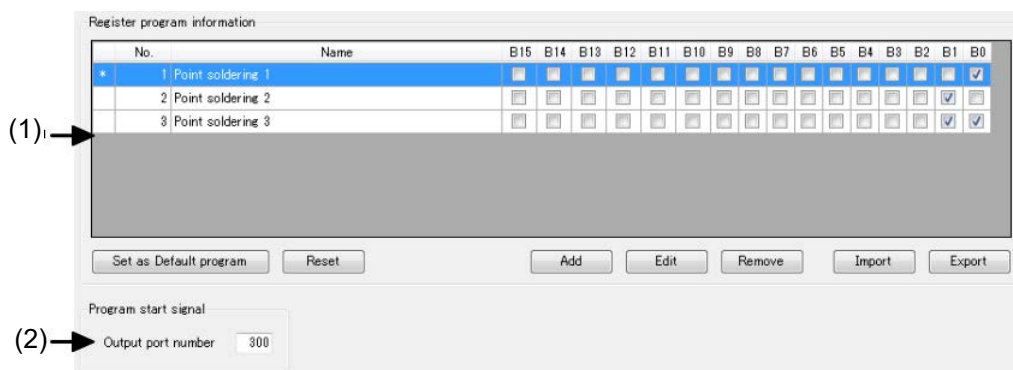 Register program information
No. Name B15 B14 B13 B12 B11 B10 B9 B8 B7 B6 B5 B4 B3 B2 B1 B0
* 1 Point soldering 1
2 Point soldering 2
3 Point soldering 3
(1)
Set as Default program Reset Add Edit Remove Import Export
Program start signal
(2) Output port number 300